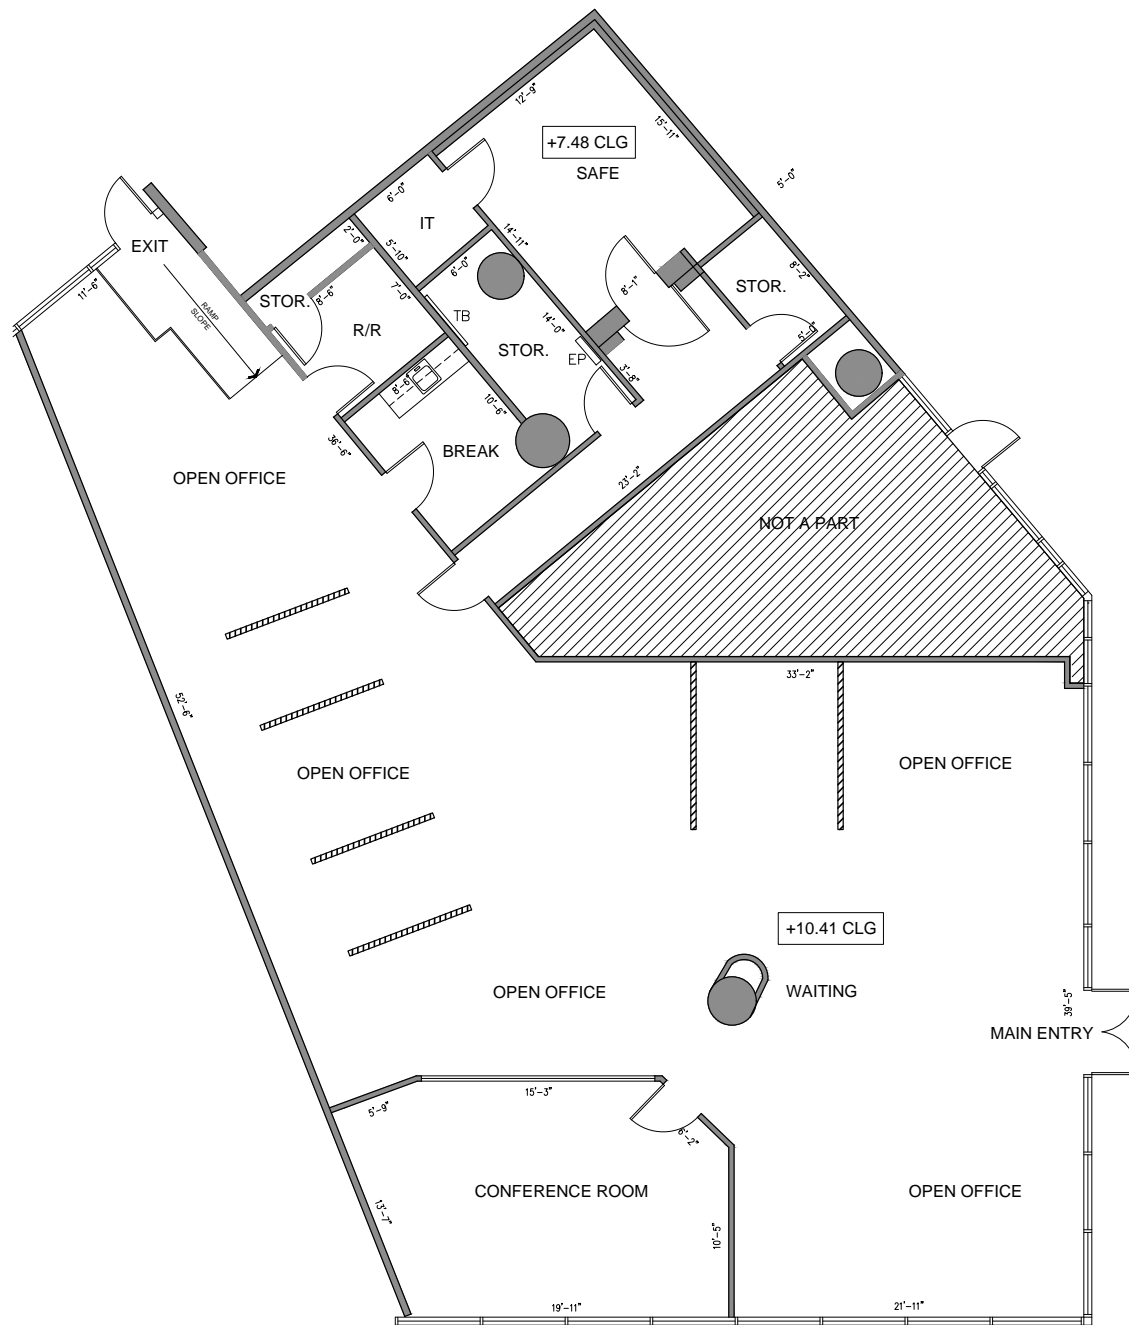 12'-9"
15'-11"
+7.48 CLG
SAFE
5'-0"
6'-0"
IT
2'-0"
5'-10"
14'-11"
EXIT
11'-6"
RAMP
SLOPE
STOR.
8'-6"
R/R
7'-0"
6'-0"
TB
8'-1"
8'-2"
STOR.
14'-0"
STOR.
EP
5'-0"
3'-8"
8'-6"
10'-6"
36'-6"
BREAK
23'-2"
OPEN OFFICE
NOT A PART
33'-2"
52'-6"
OPEN OFFICE
OPEN OFFICE
+10.41 CLG
OPEN OFFICE
WAITING
39'-5"
MAIN ENTRY
15'-3"
5'-9"
6'-2"
CONFERENCE ROOM
OPEN OFFICE
13'-7"
10'-5"
19'-11"
21'-11"